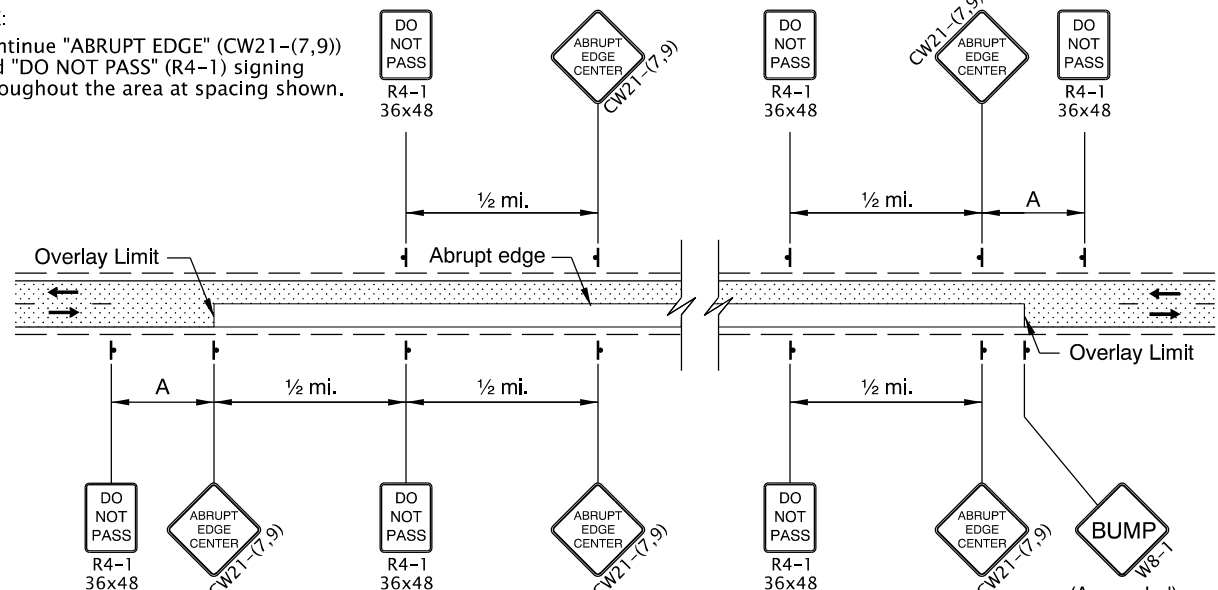 ntinue "ABRUPT EDGE" (CW21-(7,9))
"DO NOT PASS" (R4-1) signing
oughout the area at spacing shown.
DO
NOT
PASS
R4-1
36x48
ABRUPT
EDGE
CENTER
CW21-(7,9)
DO
NOT
PASS
R4-1
36x48
ABRUPT
EDGE
CENTER
CW21-(7,9)
DO
NOT
PASS
R4-1
36x48
½ mi.
½ mi.
A
Overlay Limit
Abrupt edge
Overlay Limit
A
½ mi.
½ mi.
½ mi.
DO
NOT
PASS
R4-1
36x48
ABRUPT
EDGE
CENTER
CW21-(7,9)
DO
NOT
PASS
R4-1
36x48
ABRUPT
EDGE
CENTER
CW21-(7,9)
DO
NOT
PASS
R4-1
36x48
ABRUPT
EDGE
CENTER
CW21-(7,9)
BUMP
W8-1